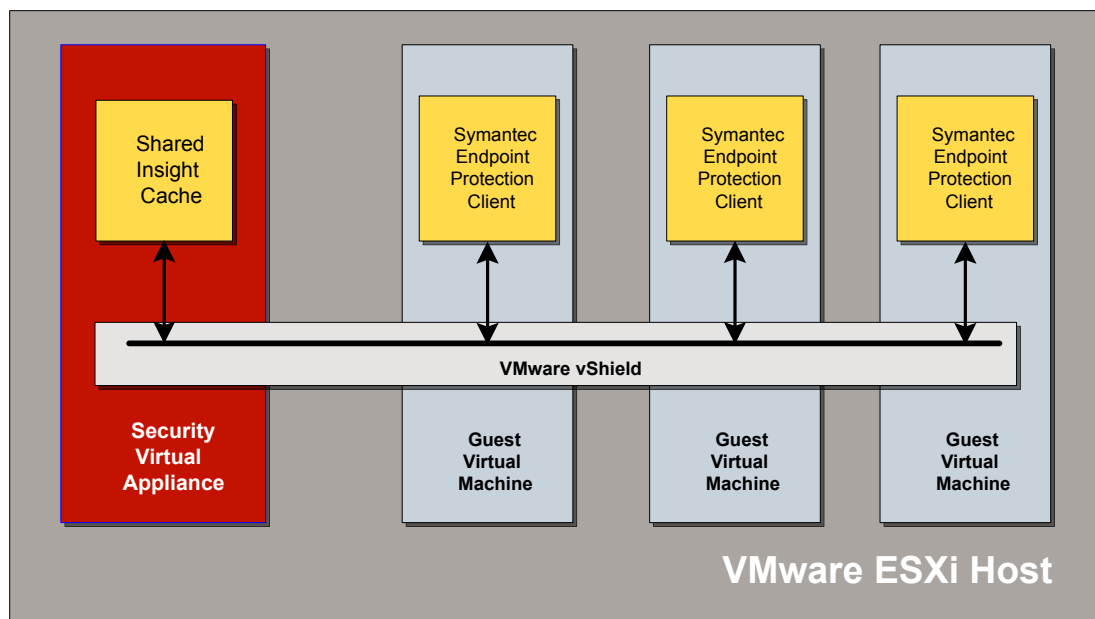 Shared
Insight
Cache
Symantec
Endpoint
Protection
Client
Symantec
Endpoint
Protection
Client
Symantec
Endpoint
Protection
Client
VMware vShield
Security
Virtual
Appliance
Guest
Virtual
Machine
Guest
Virtual
Machine
Guest
Virtual
Machine
VMware ESXi Host